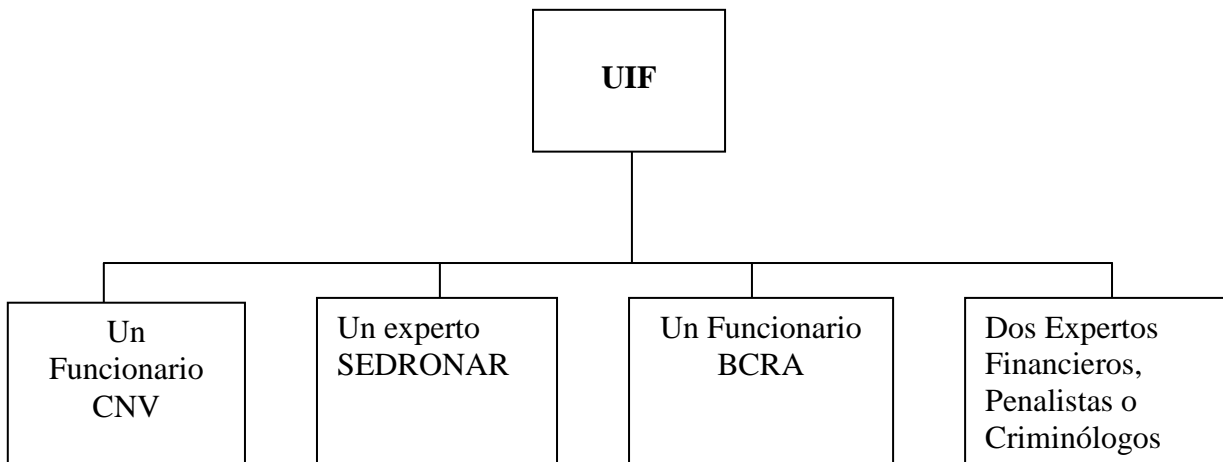 UIF
Un
Funcionario
CNV
Un experto
SEDRONAR
Un Funcionario
BCRA
Dos Expertos
Financieros,
Penalistas o
Criminólogos